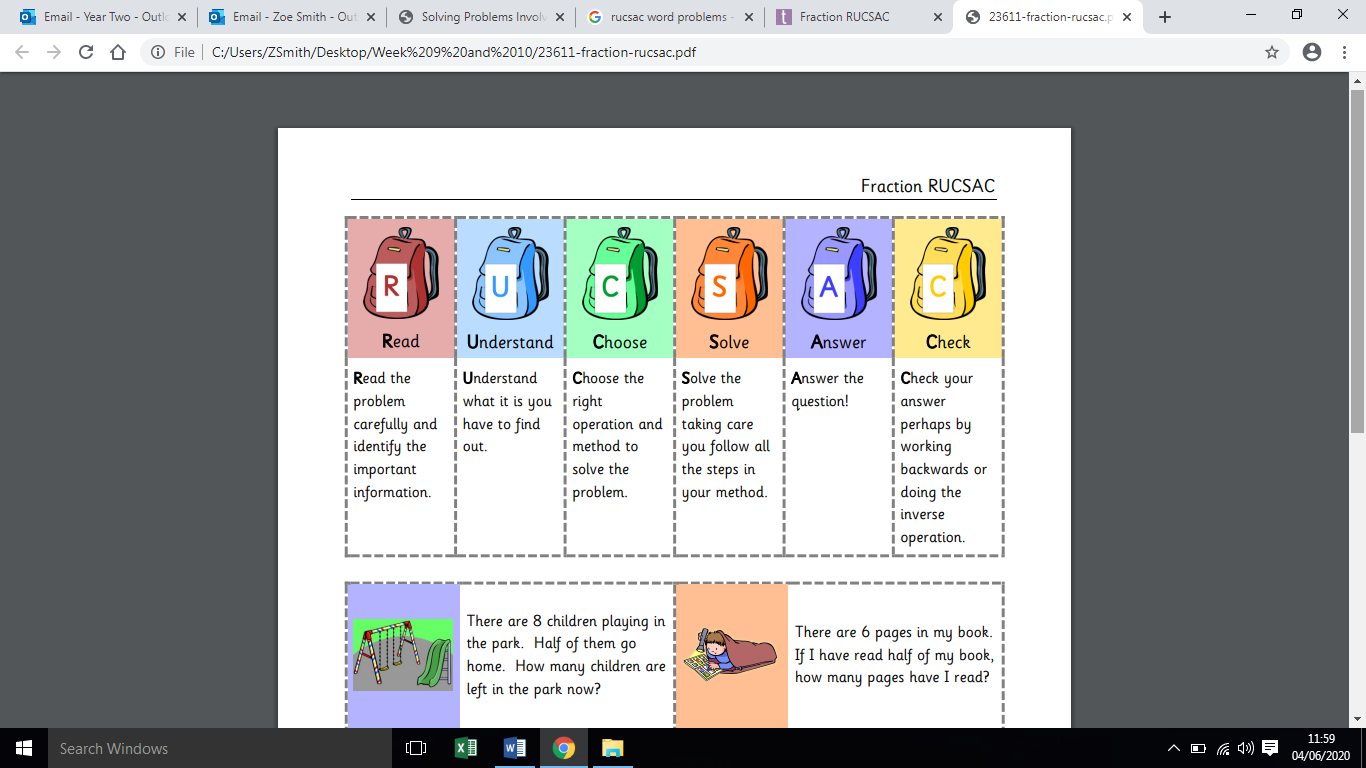 Email - Year Two - Outl
Email - Zoe Smith - Out
Solving Problems Involv
rucsac word problems -
Fraction RUCSAC
23611-fraction-rucsac.p
File
C:/Users/ZSmith/Desktop/Week%209%20and%2010/23611-fraction-rucsac.pdf
Fraction RUCSAC
R
Read
Read the
problem
carefully and
identify the
important
information.
U
Understand
Understand
what it is you
have to find
out.
C
Choose
Choose the
right
operation and
method to
solve the
problem.
S
Solve
Solve the
problem
taking care
you follow all
the steps in
your method.
A
Answer
Answer the
question!
C
Check
Check your
answer
perhaps by
working
backwards or
doing the
inverse
operation.
There are 8 children playing in
the park. Half of them go
home. How many children are
left in the park now?
There are 6 pages in my book.
If I have read half of my book,
how many pages have I read?
Search Windows
11:59
04/06/2020